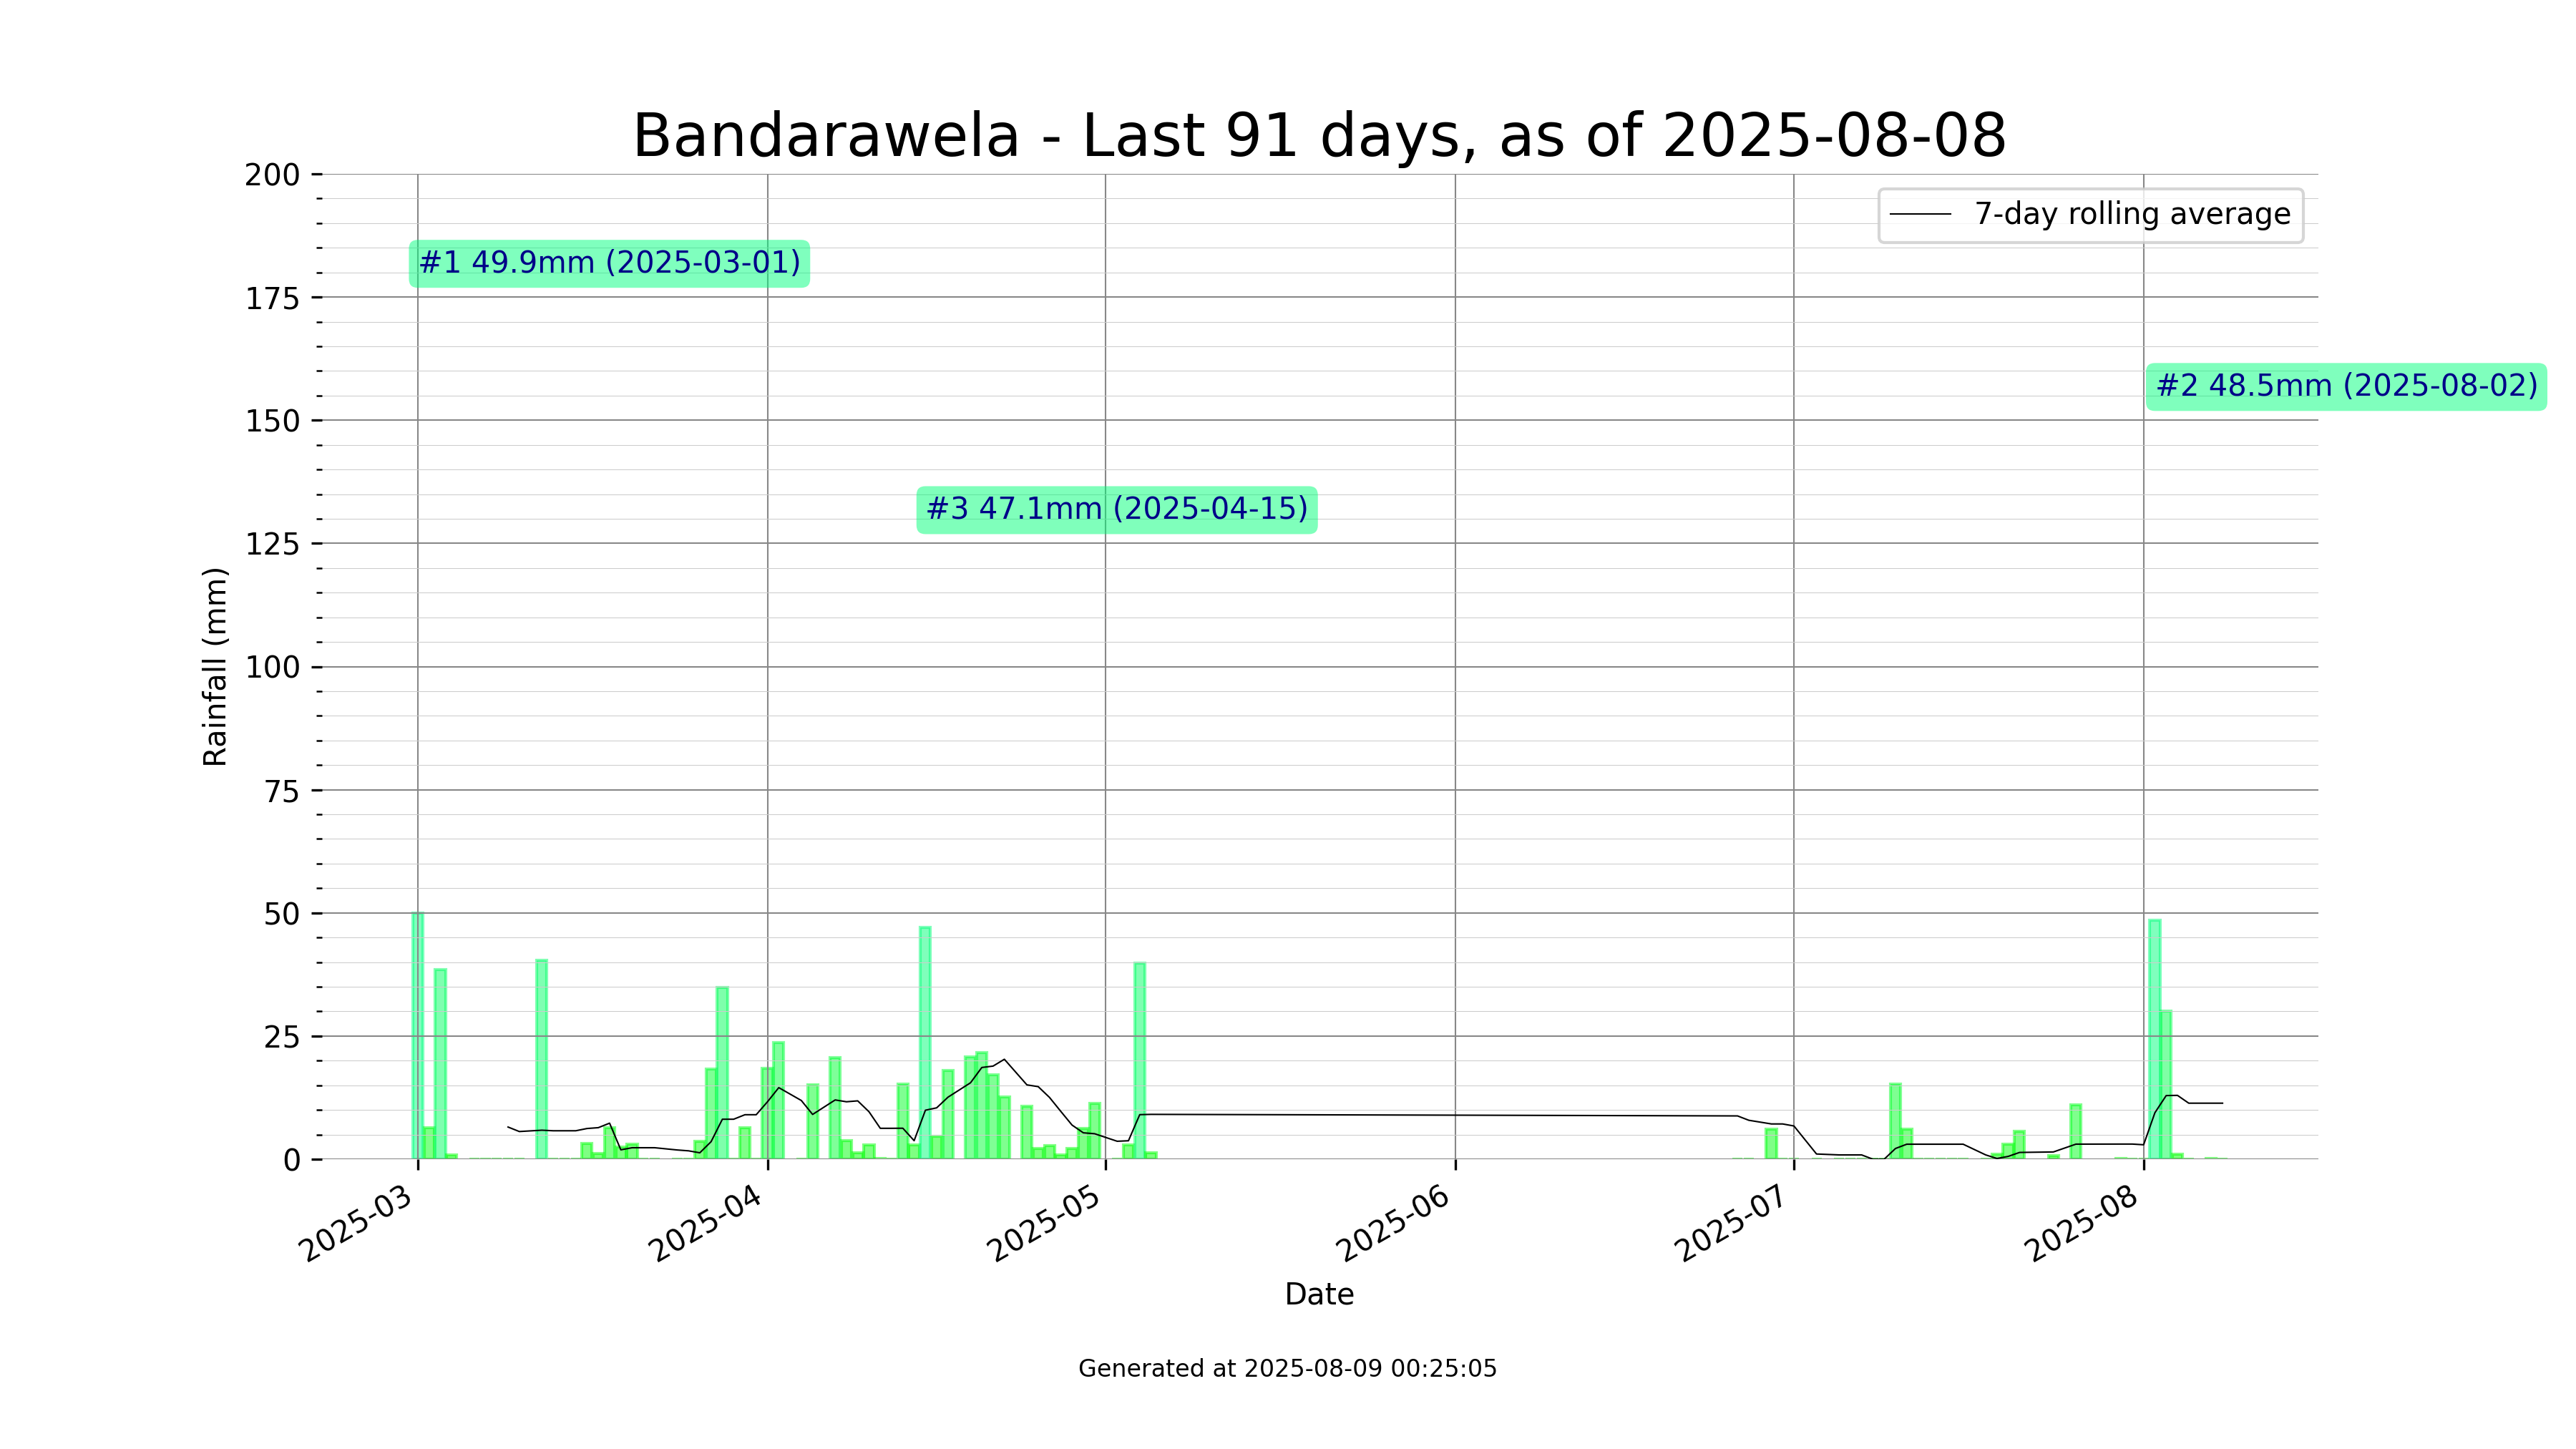 Bandarawela - Last 91 days, as of 2025-08-08
200
175
150
125
100
75
50
25
0
Rainfall (mm)
7-day rolling average
#1 49.9mm (2025-03-01)
#2 48.5mm (2025-08-02)
#3 47.1mm (2025-04-15)
2025-03
2025-04
2025-05
2025-06
2025-07
2025-08
Date
Generated at 2025-08-09 00:25:05